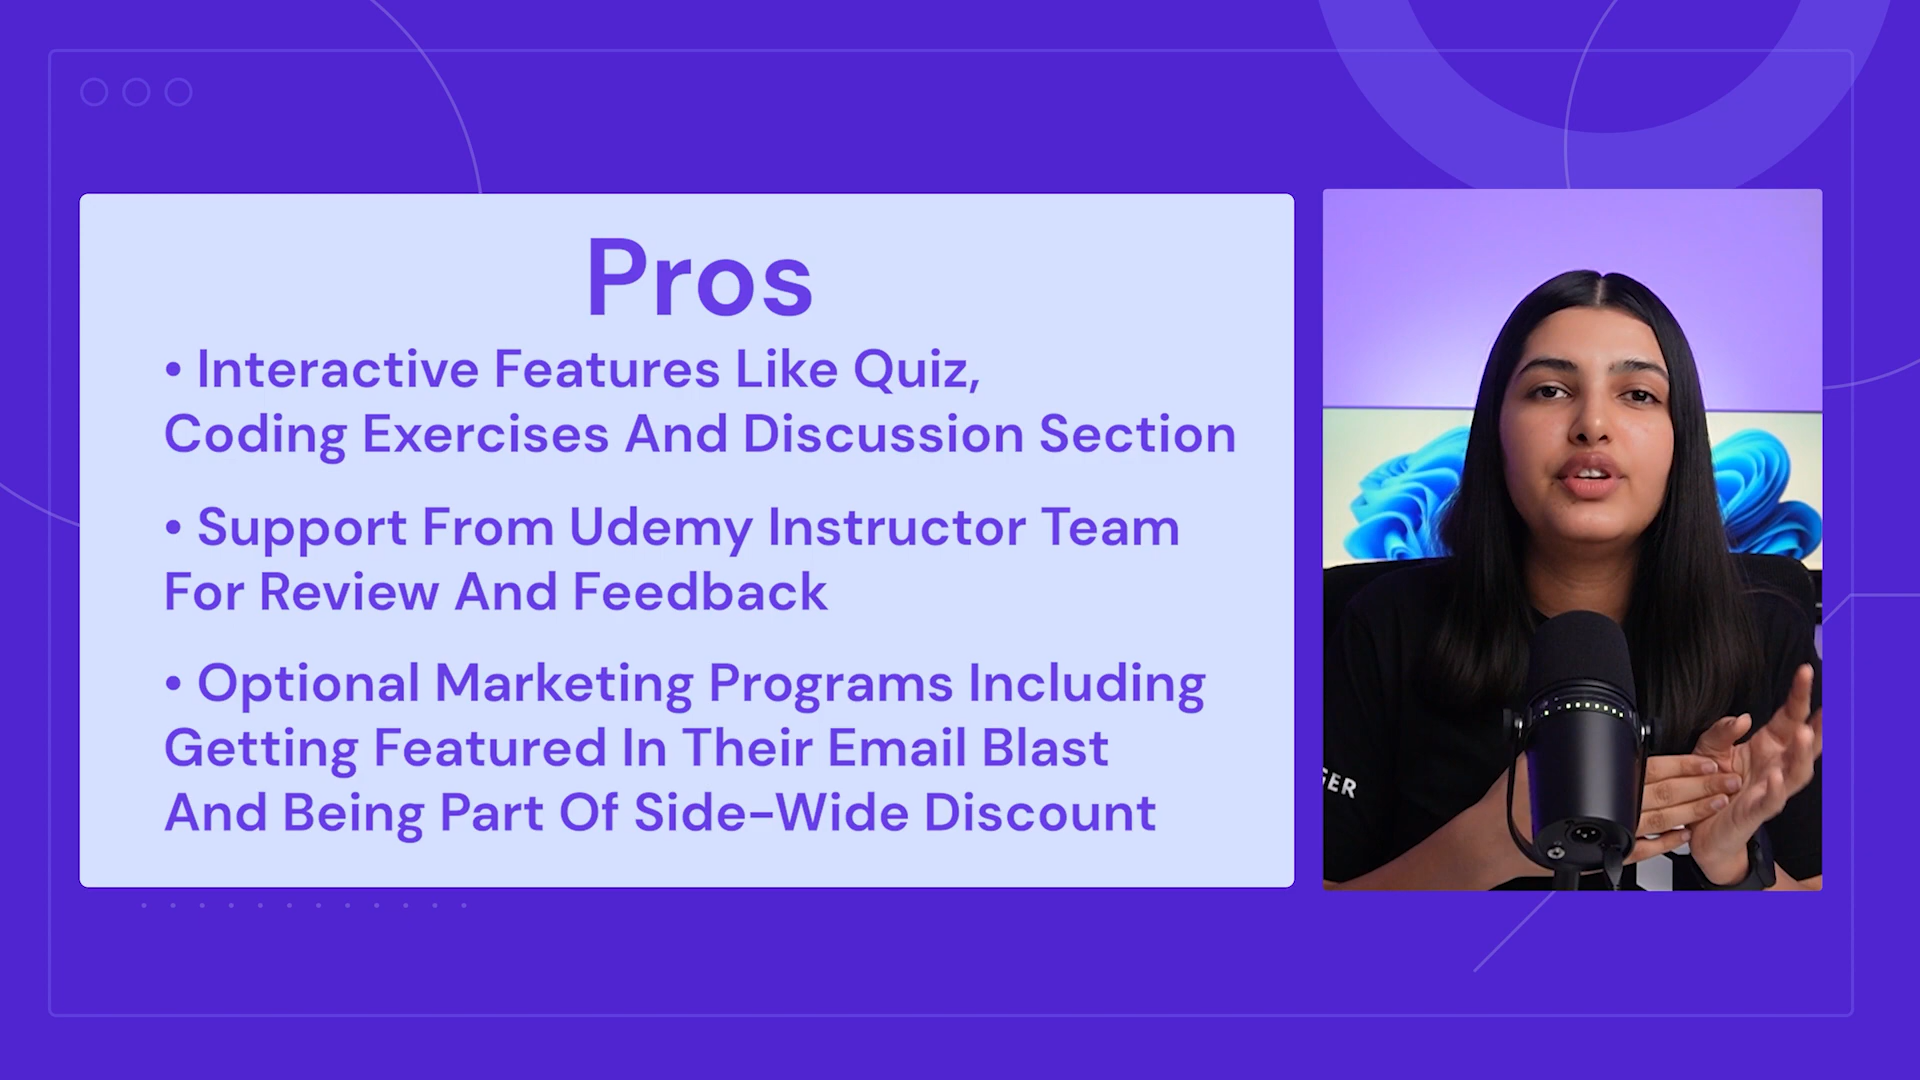 Pros
• Interactive Features Like Quiz,
Coding Exercises And Discussion Section
• Support From Udemy Instructor Team
For Review And Feedback
• Optional Marketing Programs Including
Getting Featured In Their Email Blast
And Being Part Of Side-Wide Discount